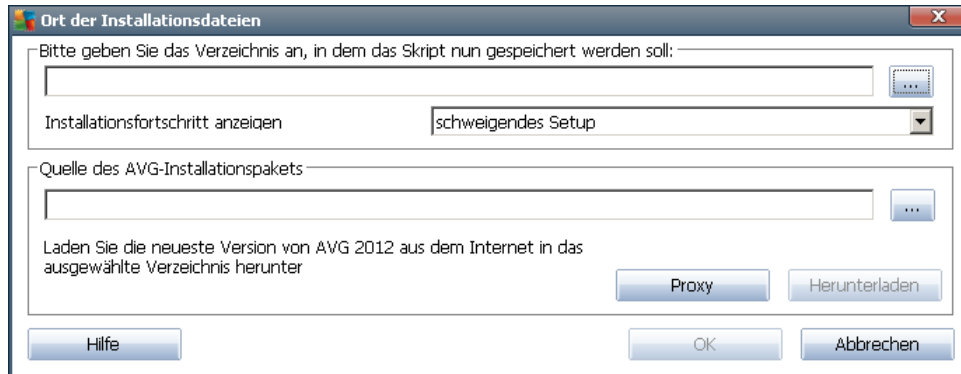 Ort der Installationsdateien
Bitte geben Sie das Verzeichnis an, in dem das Skript nun gespeichert werden soll:
...
Installationsfortschritt anzeigen
schweigendes Setup
Quelle des AVG-Installationspakets
...
Laden Sie die neueste Version von AVG 2012 aus dem Internet in das
ausgewählte Verzeichnis herunter
Proxy
Herunterladen
Hilfe
OK
Abbrechen